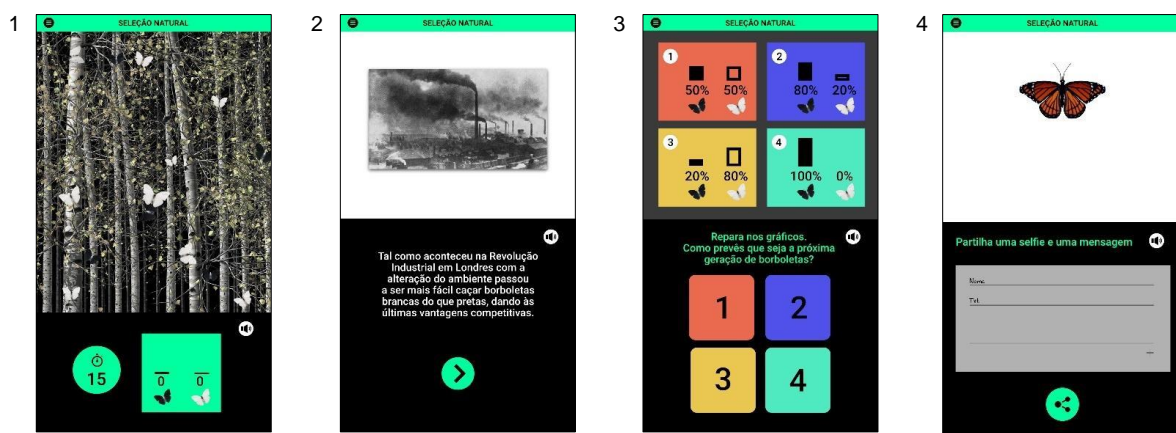 1
SELEÇÃO NATURAL
15
0
0
2
SELEÇÃO NATURAL
Tal como aconteceu na Revolução
Industrial em Londres com a
alteração do ambiente passou
a ser mais fácil caçar borboletas
brancas do que pretas, dando às
últimas vantagens competitivas.
3
SELEÇÃO NATURAL
1
50% 50%
2
80% 20%
3
20% 80%
4
100% 0%
Repara nos gráficos.
Como prevês que seja a próxima
geração de borboletas?
1
2
3
4
4
SELEÇÃO NATURAL
Partilha uma selfie e uma mensagem
Nome